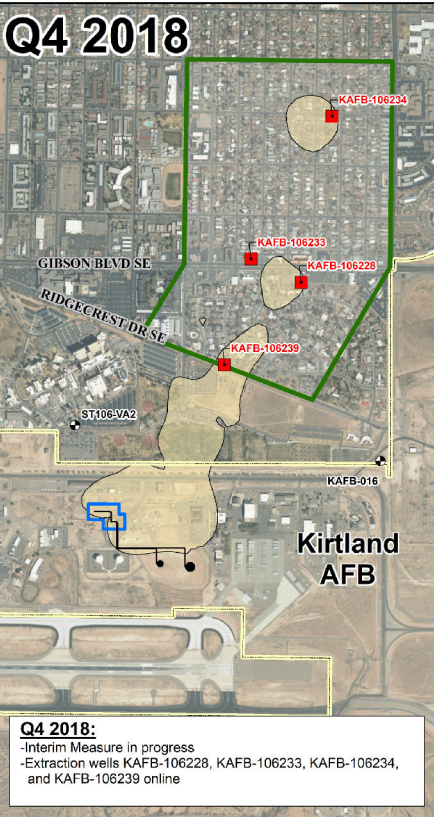 Q4 2018
KAFB-106234
KAFB-106233
GIBSON BLVD SE
KAFB-106228
RIDGECREST DR SE
KAFB-106239
ST106-VA2
KAFB-016
Kirtland
AFB
Q4 2018:
-Interim Measure in progress
-Extraction wells KAFB-106228, KAFB-106233, KAFB-106234,
and KAFB-106239 online